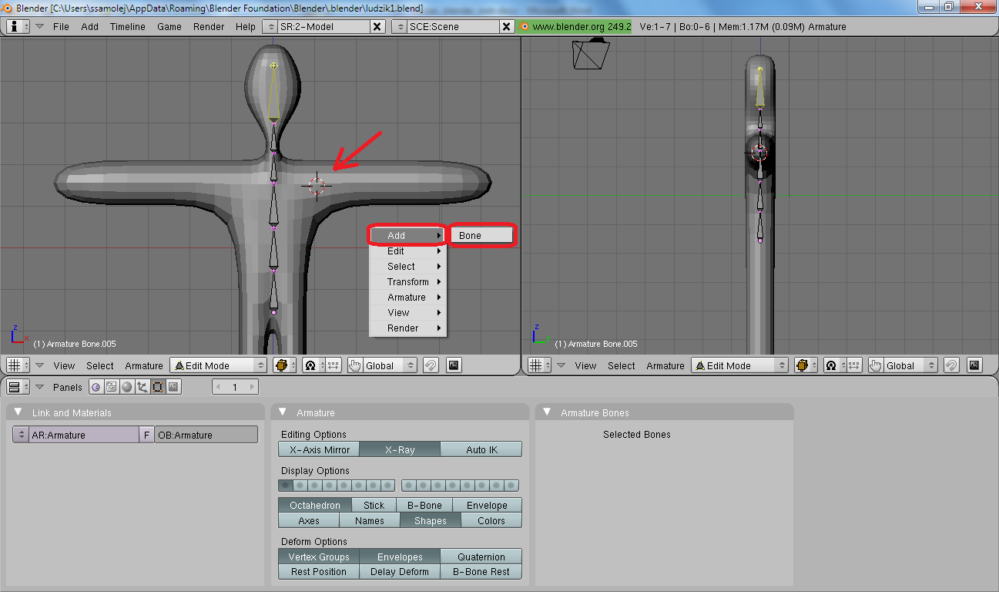 Blender [C:\Users\ssamolej\AppData\Roaming\Blender Foundation\Blender\.blender\ludzik1.blend]
File Add Timeline Game Render Help SR:2-Model SCE:Scene www.blender.org 249.2 Ve:1-7 | Bo:0-6 | Mem:1.17M (0.09M) Armature
Add Bone
Edit
Select
Transform
Armature
View
Render
z x
(1) Armature Bone.005
z
(1) Armature Bone.005
View Select Armature Edit Mode Global
View Select Armature Edit Mode Global
Panels 1
Link and Materials
AR:Armature F OB:Armature
Armature
Editing Options
X-Axis Mirror X-Ray Auto IK
Display Options
Octahedron Stick B-Bone Envelope
Axes Names Shapes Colors
Deform Options
Vertex Groups Envelopes Quaternion
Rest Position Delay Deform B-Bone Rest
Armature Bones
Selected Bones